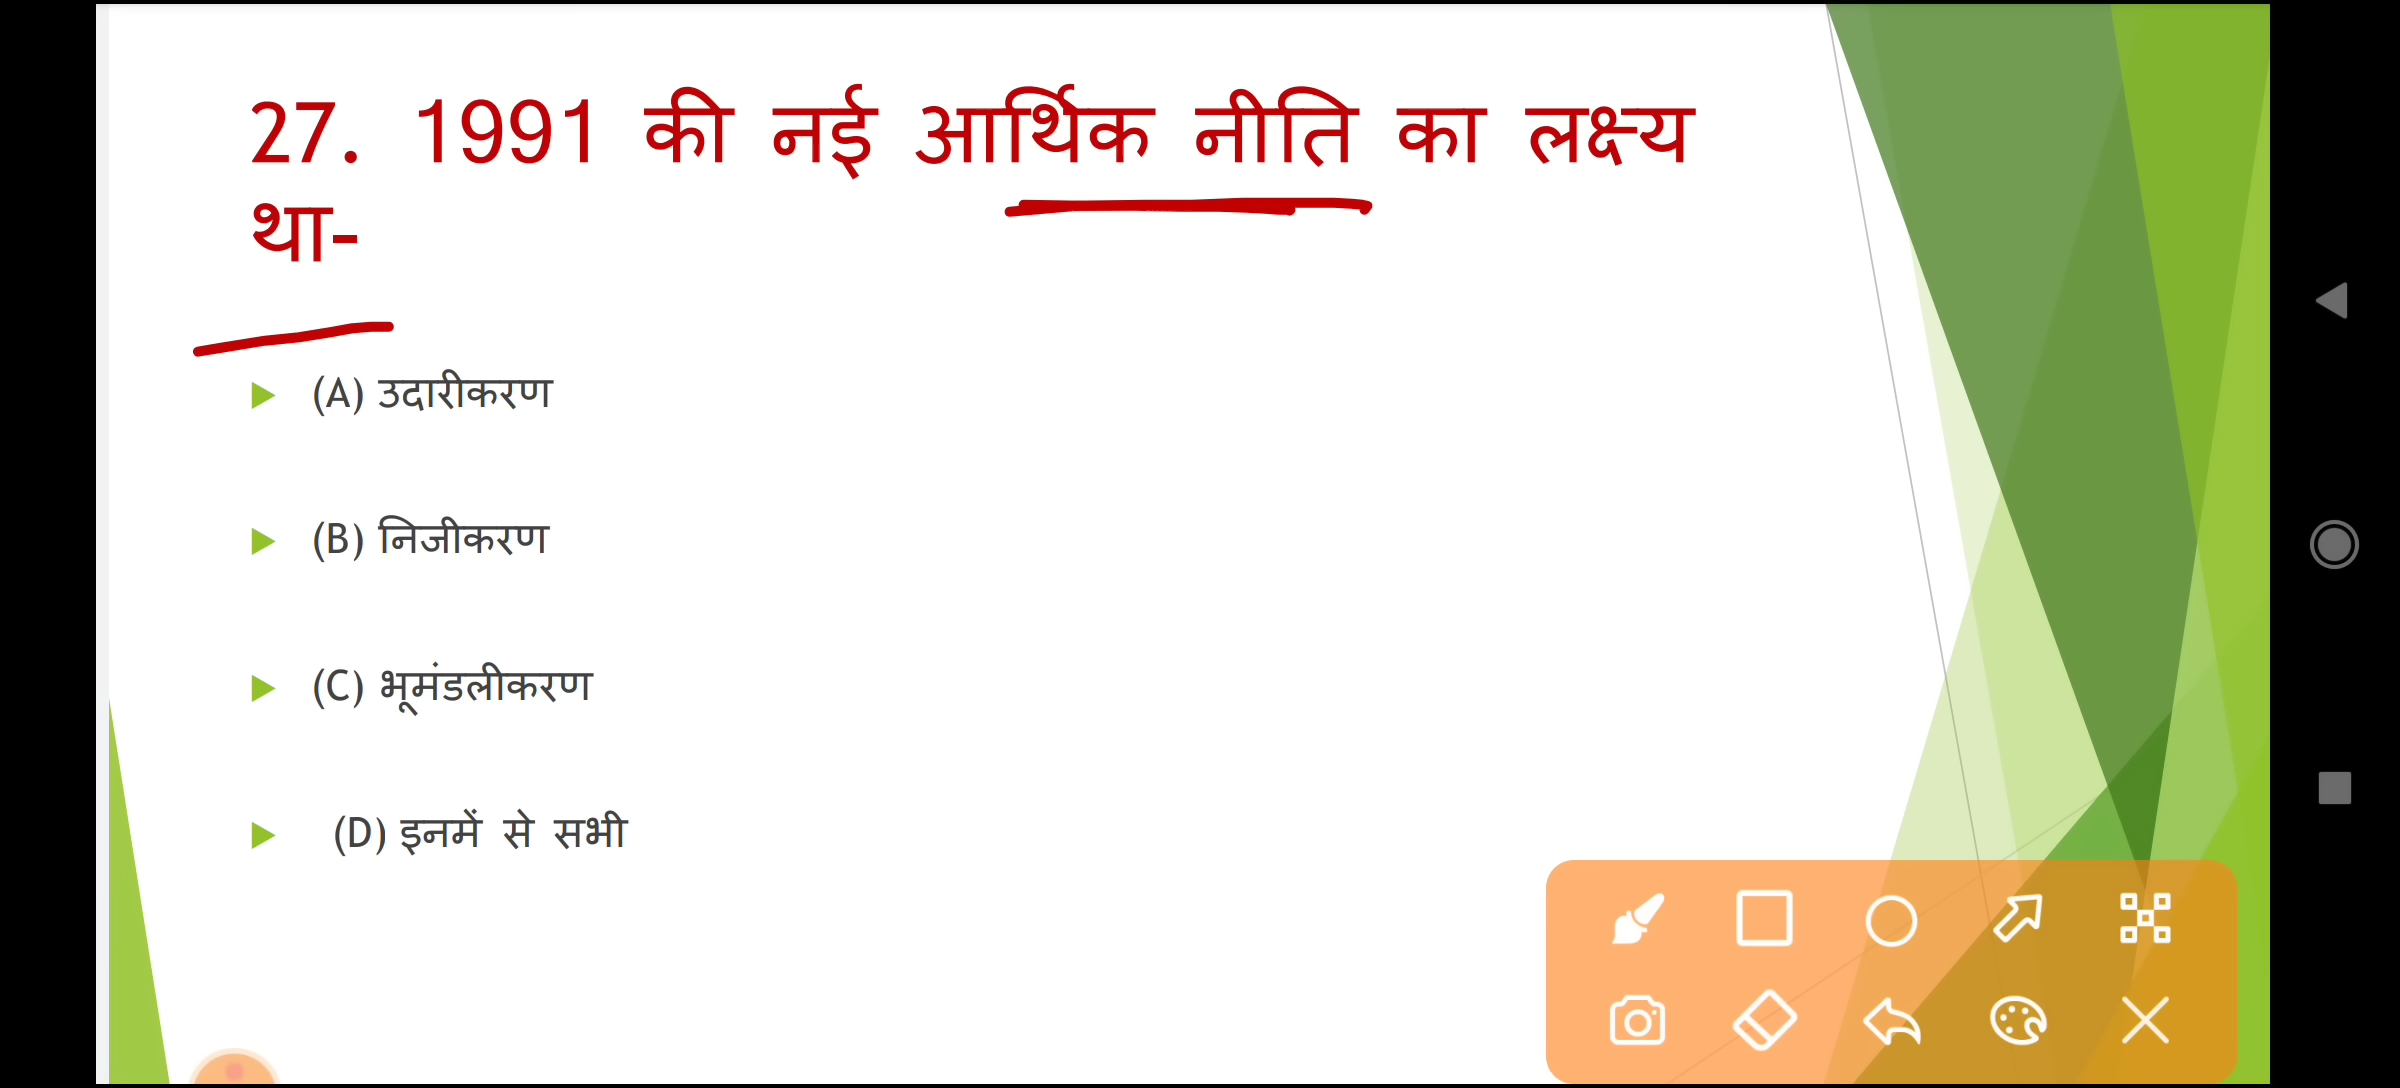 27. 1991 की नई आर्थिक नीति का लक्ष्य
था-
(A) उदारीकरण
(B) निजीकरण
(C) भूमंडलीकरण
(D) इनमें से सभी